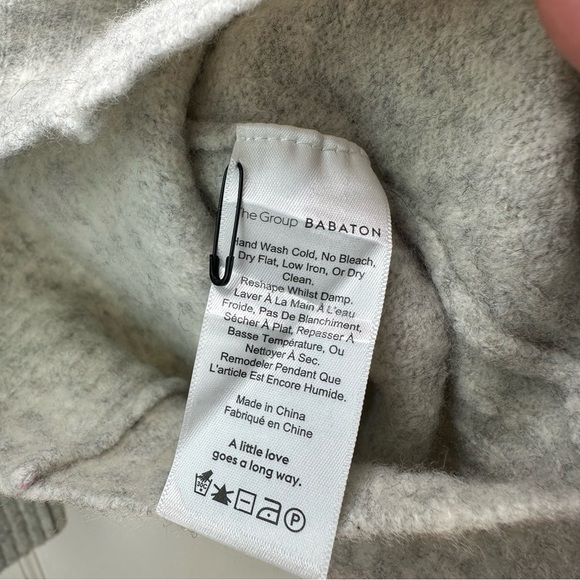 The Group BABATON
Hand Wash Cold, No Bleach,
Dry Flat, Low Iron, Or Dry
Clean.
Reshape Whilst Damp.
Laver À La Main À L'eau
Froide, Pas De Blanchiment,
Sécher À Plat, Repasser À
Basse Température, Ou
Nettoyer À Sec.
Remodeler Pendant Que
L'article Est Encore Humide.
Made in China
Fabriqué en Chine
A little love
goes a long way.
30C P